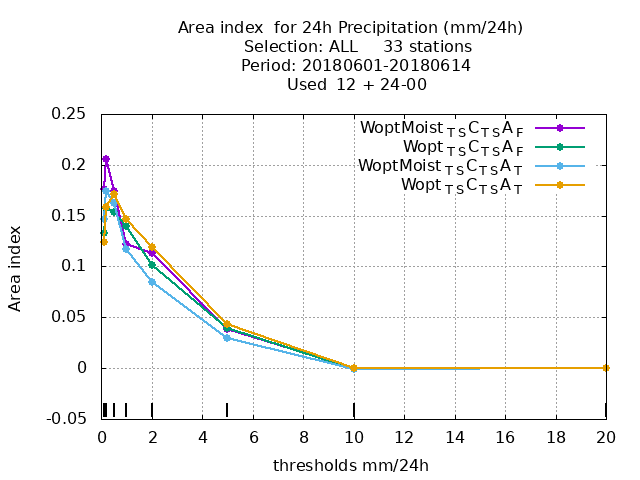 Area index  for 24h Precipitation (mm/24h)
Selection: ALL     33 stations
Period: 20180601-20180614
Used  12 + 24-00
0.25
0.2
0.15
0.1
0.05
0
-0.05
Area index
WoptMoist TS C TS A F
Wopt TS C TS A F
WoptMoist TS C TS A T
Wopt TS C TS A T
0 2 4 6 8 10 12 14 16 18 20
thresholds mm/24h